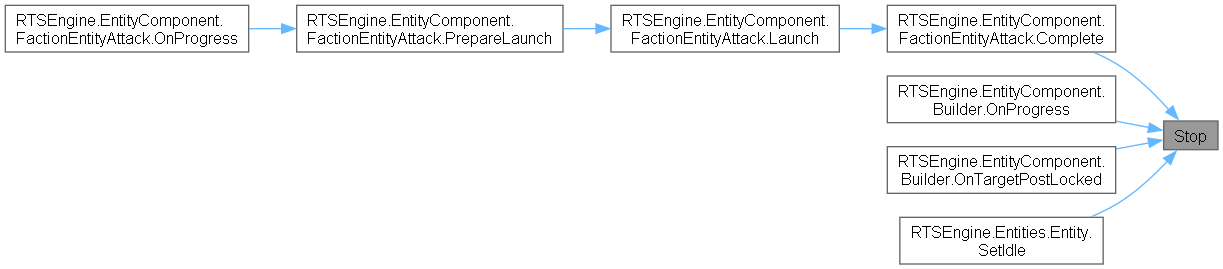 RTSEngine.EntityComponent.
FactionEntityAttack.OnProgress
RTSEngine.EntityComponent.
FactionEntityAttack.PrepareLaunch
RTSEngine.EntityComponent.
FactionEntityAttack.Launch
RTSEngine.EntityComponent.
FactionEntityAttack.Complete
RTSEngine.EntityComponent.
Builder.OnProgress
Stop
RTSEngine.EntityComponent.
Builder.OnTargetPostLocked
RTSEngine.Entities.Entity.
SetIdle